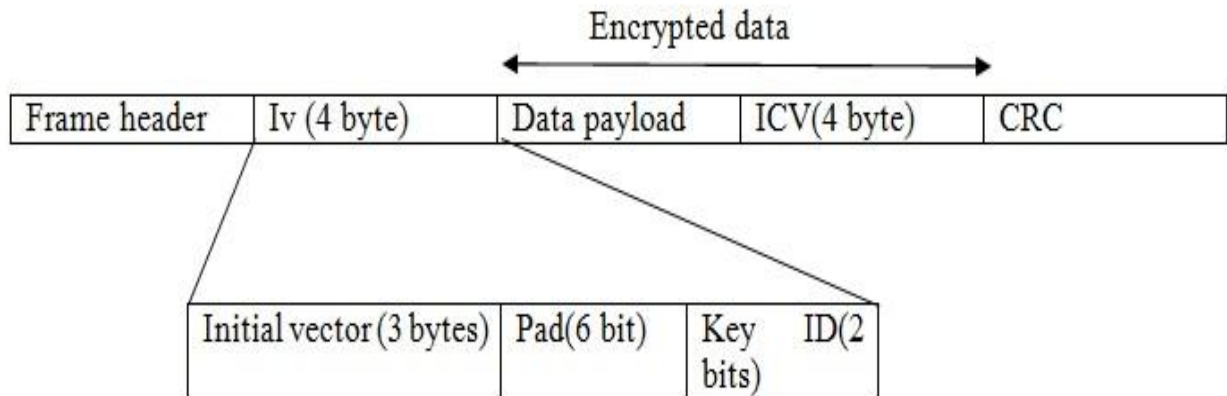 Encrypted data
Frame header Iv (4 byte) Data payload ICV(4 byte) CRC
Initial vector (3 bytes) Pad(6 bit) Key ID(2
bits)